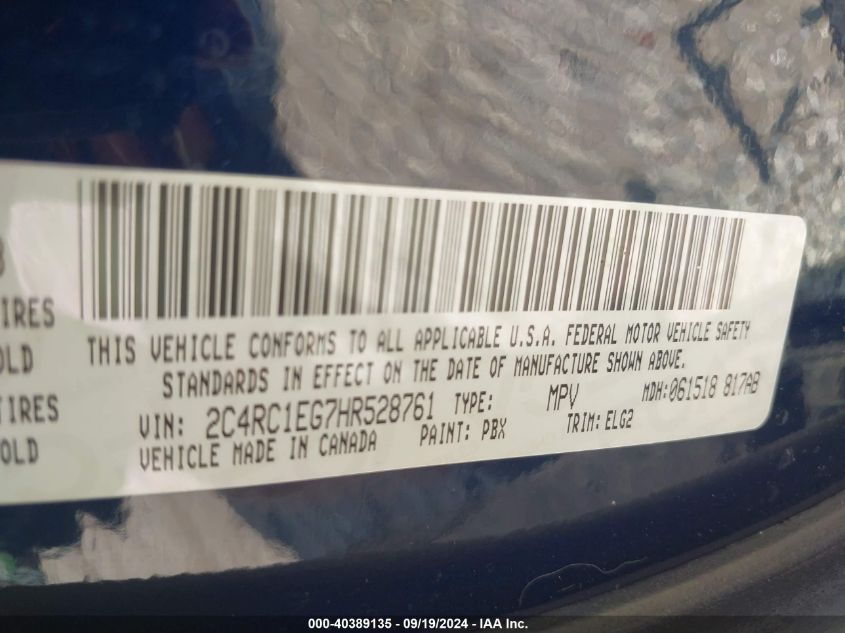 IRES
OLD
TIRES
OLD
THIS VEHICLE CONFORMS TO ALL APPLICABLE U.S.A. FEDERAL MOTOR VEHICLE SAFETY
STANDARDS IN EFFECT ON THE DATE OF MANUFACTURE SHOWN ABOVE.
VIN: 2C4RC1EG7HR528761 TYPE: MPV MDH:061518 817AB
VEHICLE MADE IN CANADA PAINT: PBX TRIM:ELG2
000-40389135 - 09/19/2024 - IAAI Inc.